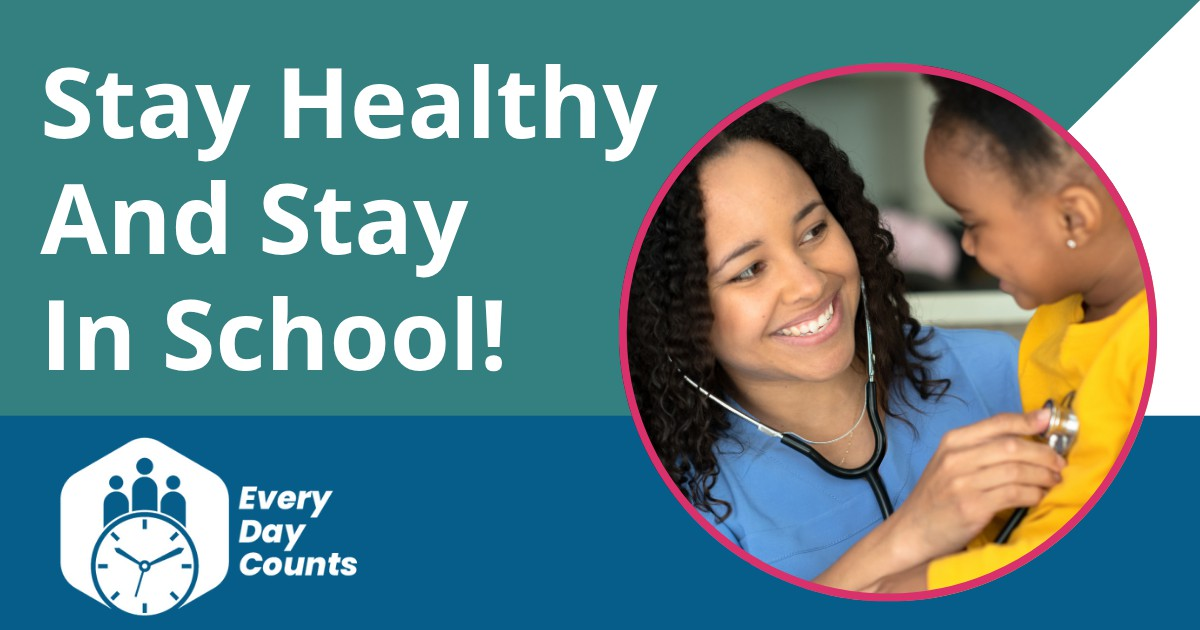 Stay Healthy
And Stay
In School!
Every
Day
Counts